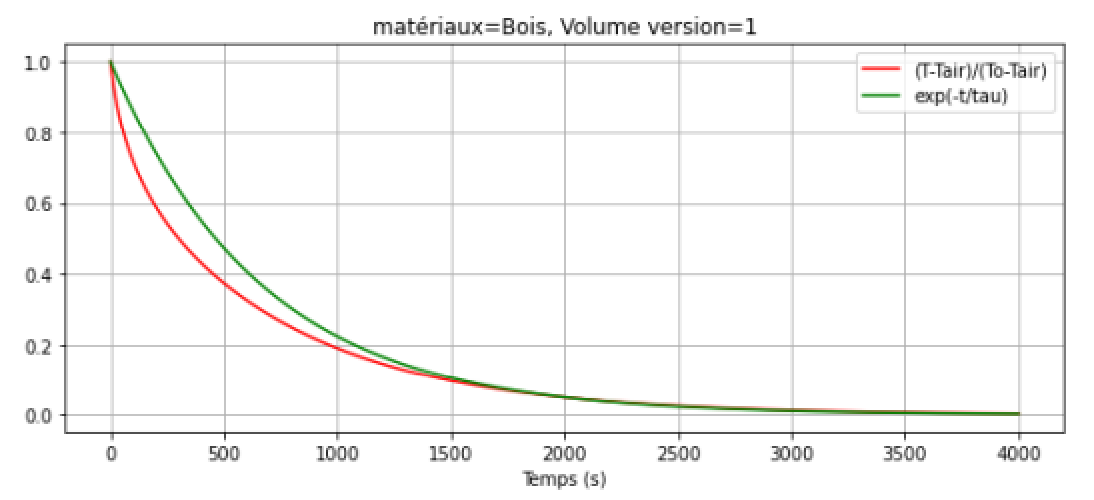 matériaux=Bois, Volume version=1
(T-Tair)/(To-Tair)
exp(-t/tau)
1.0
0.8
0.6
0.4
0.2
0.0
0 500 1000 1500 2000 2500 3000 3500 4000
Temps (s)